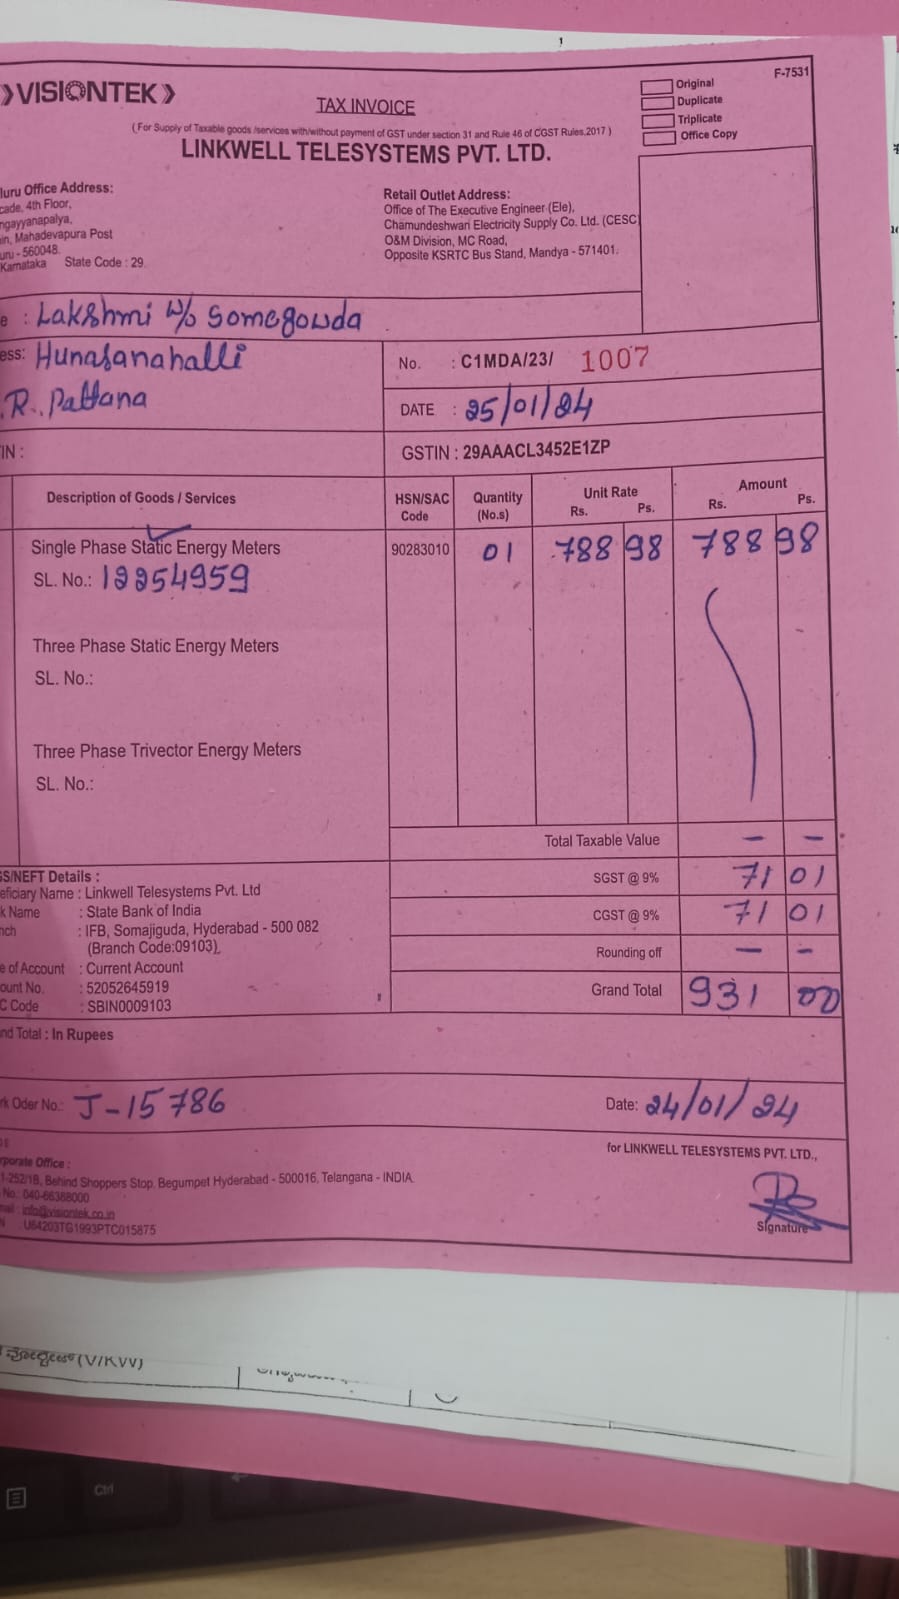 VISIONTEK
F-7531
Original
Duplicate
Triplicate
Office Copy
TAX INVOICE
( For Supply of Taxable goods /services with/without payment of GST under section 31 and Rule 46 of CGST Rules,2017 )
LINKWELL TELESYSTEMS PVT. LTD.
luru Office Address:
cade, 4th Floor,
ngayyanapalya,
in, Mahadevapura Post
uru - 560048.
Karnataka State Code : 29
Retail Outlet Address:
Office of The Executive Engineer (Ele),
Chamundeshwari Electricity Supply Co. Ltd. (CESC)
O&M Division, MC Road,
Opposite KSRTC Bus Stand, Mandya - 571401.
e : Lakshmi w/o Somegowda
ess: Hunasanahalli
.R. Pattana
No. : C1MDA/23/ 1007
DATE : 25/01/24
IN :
GSTIN : 29AAACL3452E1ZP
Description of Goods / Services HSN/SAC Code Quantity (No.s) Unit Rate Rs. Ps. Amount Rs. Ps.
Single Phase Static Energy Meters 90283010 01 788 98 788 98
SL. No.: 12254959
Three Phase Static Energy Meters
SL. No.:
Three Phase Trivector Energy Meters
SL. No.:
Total Taxable Value – –
SGST @ 9% 71 01
CGST @ 9% 71 01
Rounding off – –
Grand Total 931 00
GS/NEFT Details :
eficiary Name : Linkwell Telesystems Pvt. Ltd
k Name : State Bank of India
nch : IFB, Somajiguda, Hyderabad - 500 082
(Branch Code:09103)
e of Account : Current Account
ount No. : 52052645919
C Code : SBIN0009103
nd Total : In Rupees
rk Oder No.: J-15786
Date: 24/01/24
for LINKWELL TELESYSTEMS PVT. LTD.,
rporate Office :
1-252/1B, Behind Shoppers Stop, Begumpet Hyderabad - 500016, Telangana - INDIA.
No.: 040-66388000
mail : info@visiontek.co.in
N : U64203TG1993PTC015875
Signature
(V/KW)
Ctrl